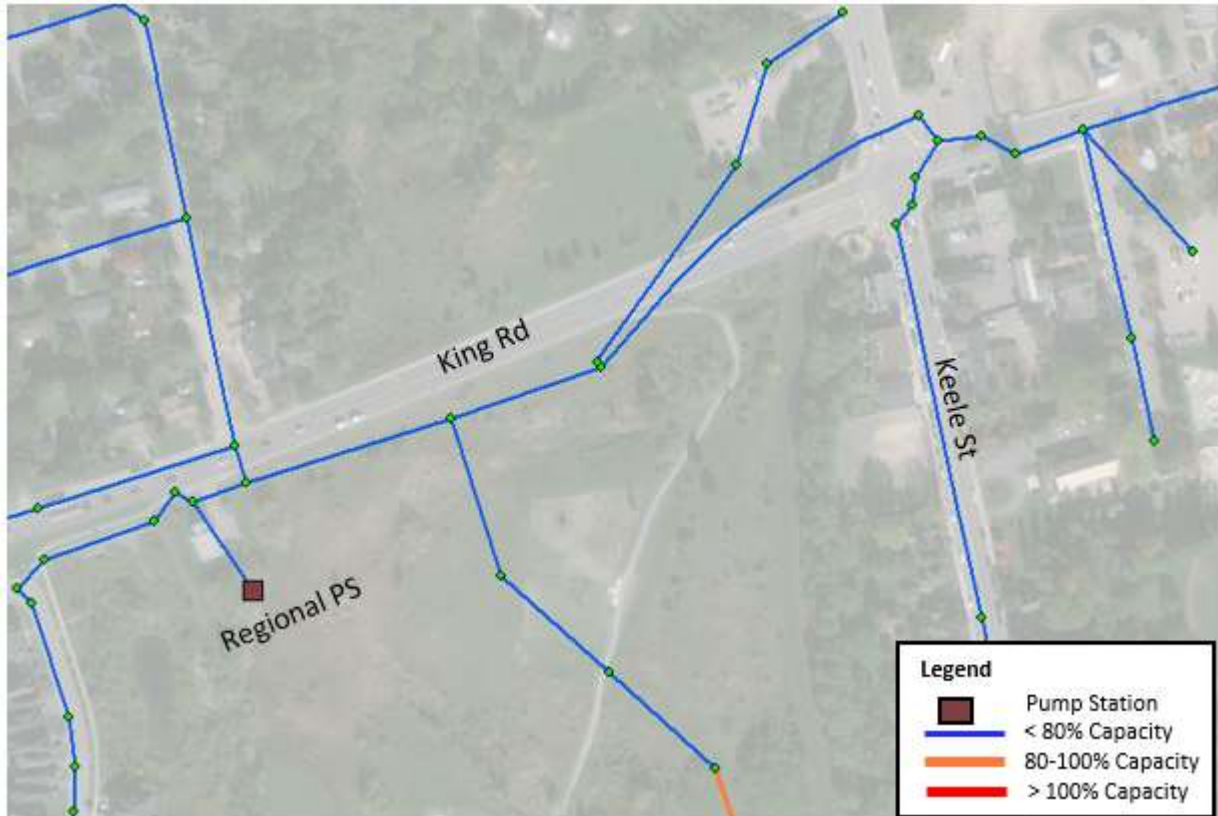 King Rd
Keele St
Regional PS
Legend
Pump Station
< 80% Capacity
80-100% Capacity
> 100% Capacity